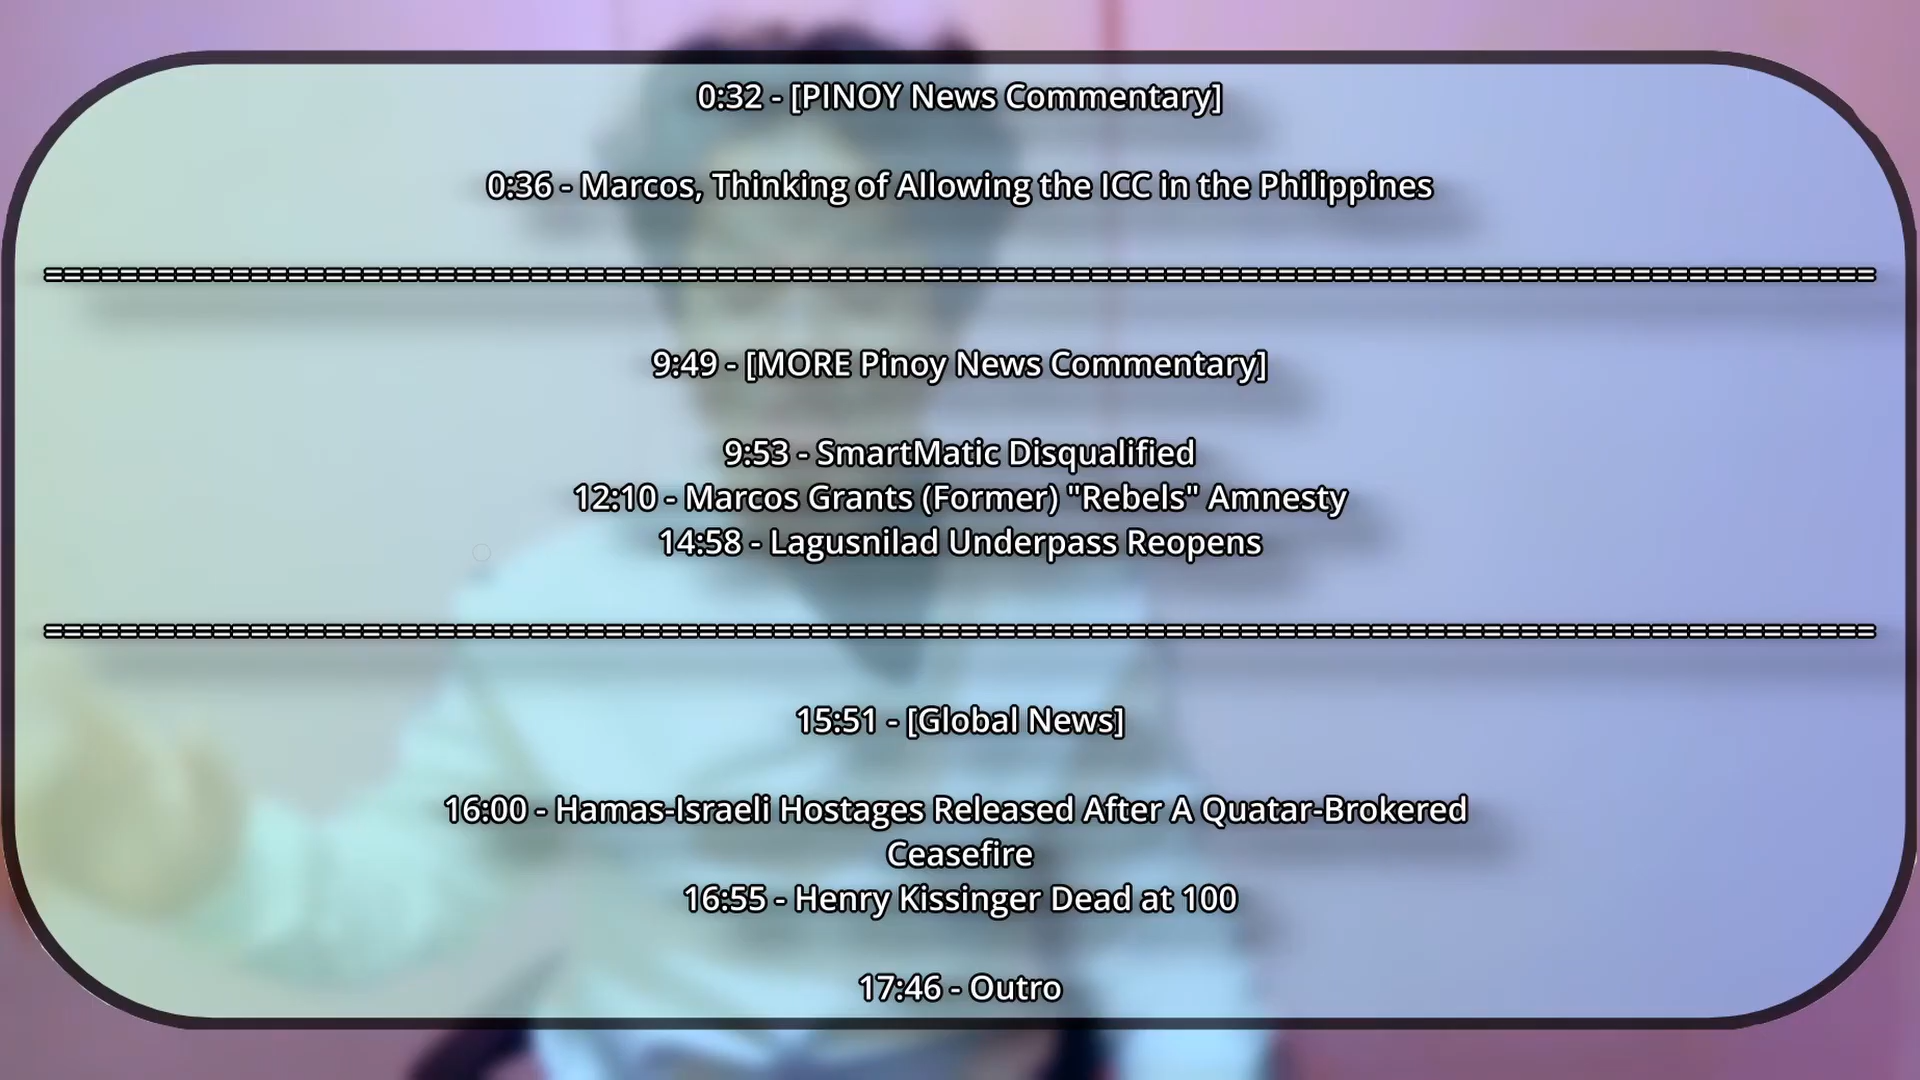 0:32 - [PINOY News Commentary]
0:36 - Marcos, Thinking of Allowing the ICC in the Philippines
==================================================================================================
9:49 - [MORE Pinoy News Commentary]
9:53 - SmartMatic Disqualified
12:10 - Marcos Grants (Former) "Rebels" Amnesty
14:58 - Lagusnilad Underpass Reopens
==================================================================================================
15:51 - [Global News]
16:00 - Hamas-Israeli Hostages Released After A Quatar-Brokered
Ceasefire
16:55 - Henry Kissinger Dead at 100
17:46 - Outro